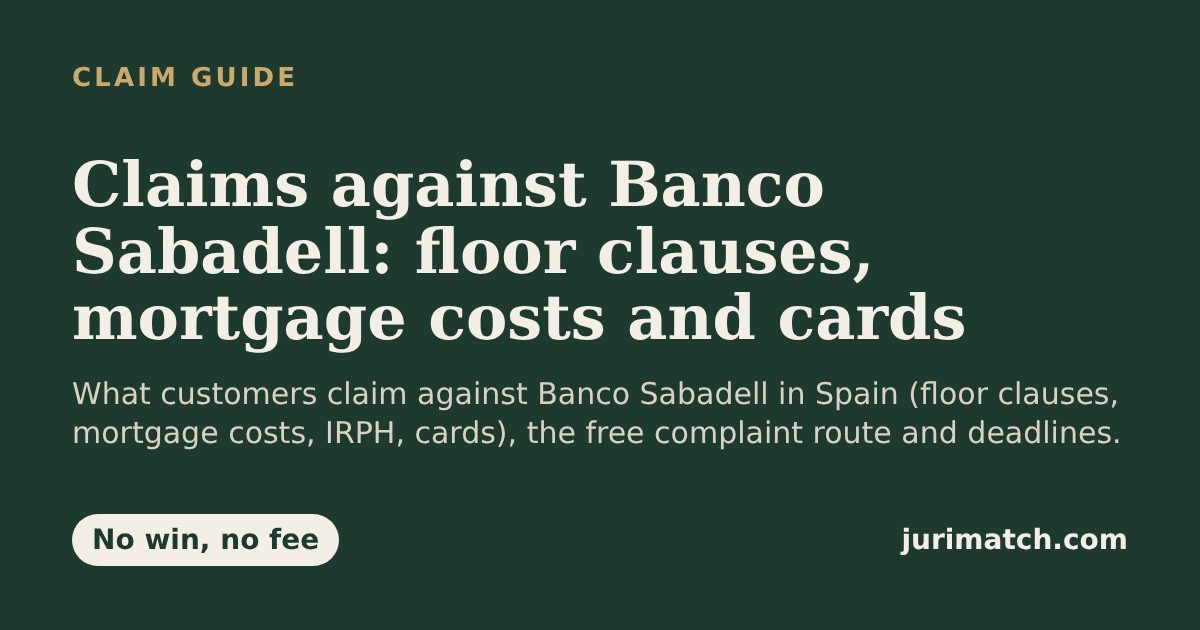 CLAIM GUIDE
Claims against Banco
Sabadell: floor clauses,
mortgage costs and cards
What customers claim against Banco Sabadell in Spain (floor clauses,
mortgage costs, IRPH, cards), the free complaint route and deadlines.
No win, no fee
jurimatch.com